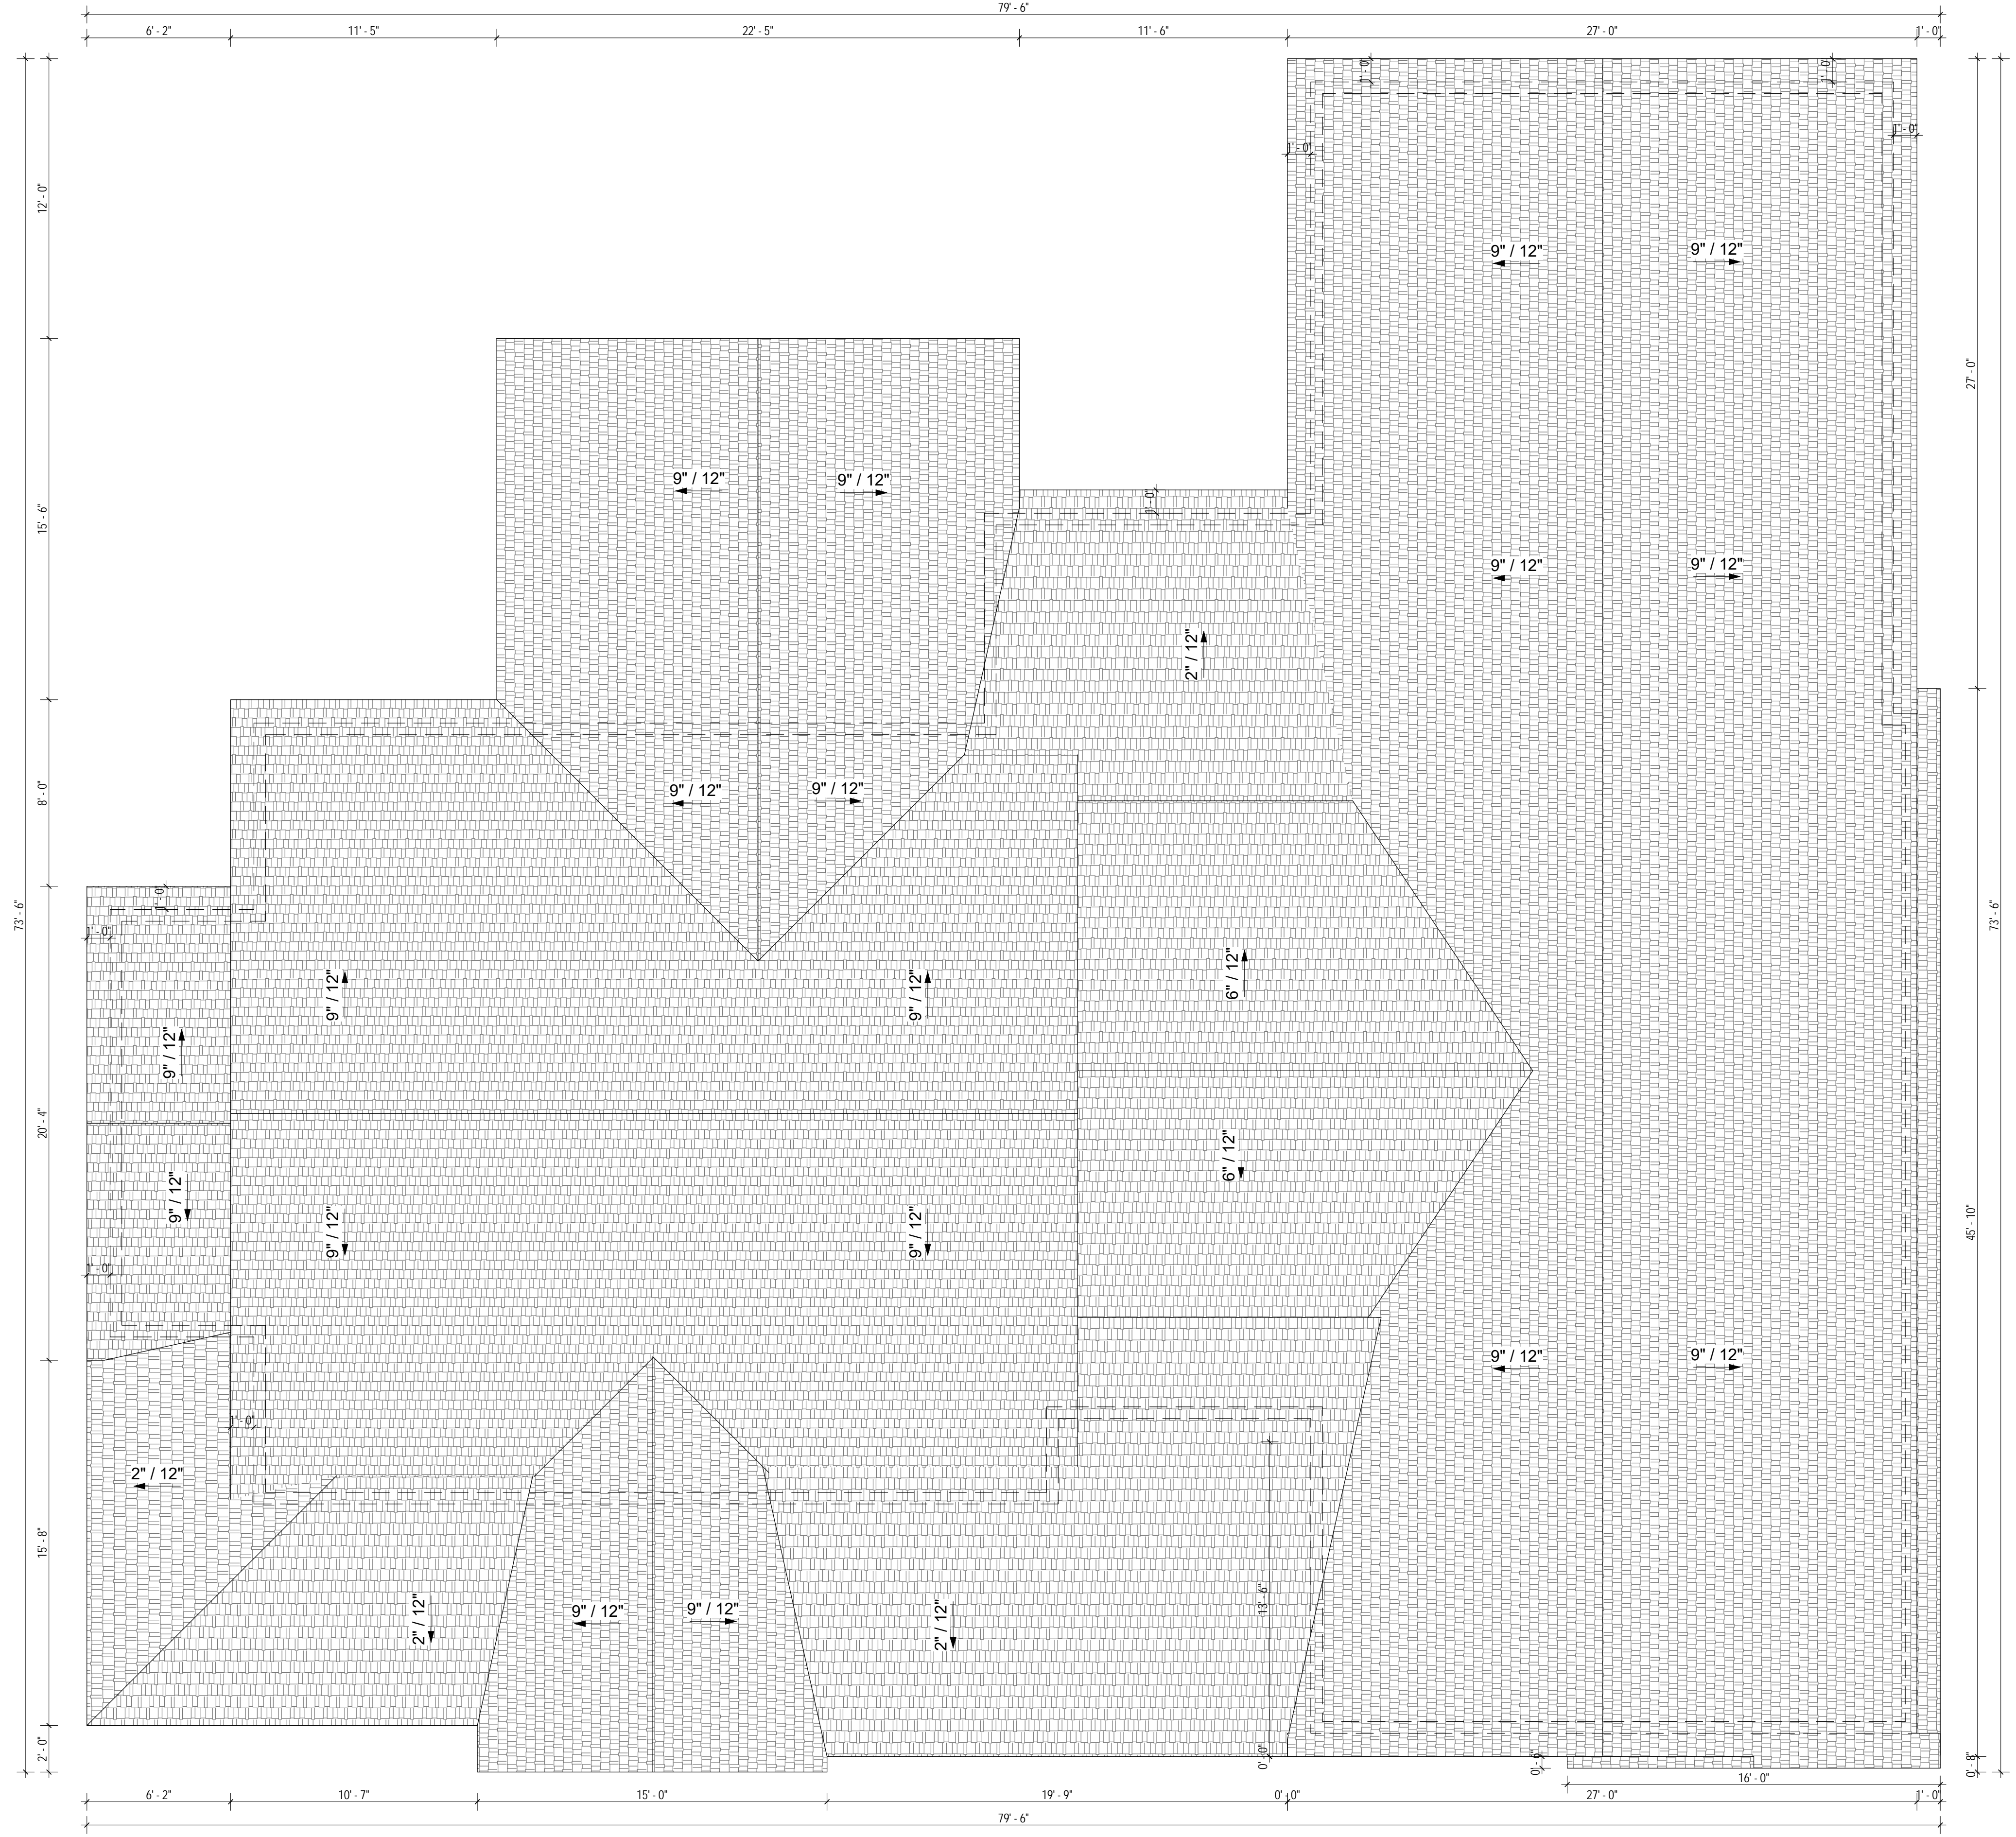 79' - 6"
6' - 2"
11' - 5"
22' - 5"
11' - 6"
27' - 0"
1' - 0"
1' - 0"
1' - 0"
1' - 0"
1' - 0"
12' - 0"
9" / 12"
9" / 12"
27' - 0"
9" / 12"
9" / 12"
1' - 0"
15' - 6"
9" / 12"
9" / 12"
2" / 12"
9" / 12"
9" / 12"
8' - 0"
1' - 0"
73' - 6"
73' - 6"
1' - 0"
9" / 12"
9" / 12"
6" / 12"
9" / 12"
20' - 4"
6" / 12"
9" / 12"
9" / 12"
9" / 12"
45' - 10"
1' - 0"
9" / 12"
9" / 12"
1' - 0"
2" / 12"
15' - 8"
13' - 6"
9" / 12"
9" / 12"
2" / 12"
2" / 12"
2' - 0"
0' - 0"
0' - 6"
0' - 8"
16' - 0"
6' - 2"
10' - 7"
15' - 0"
19' - 9"
0' - 0"
27' - 0"
1' - 0"
79' - 6"